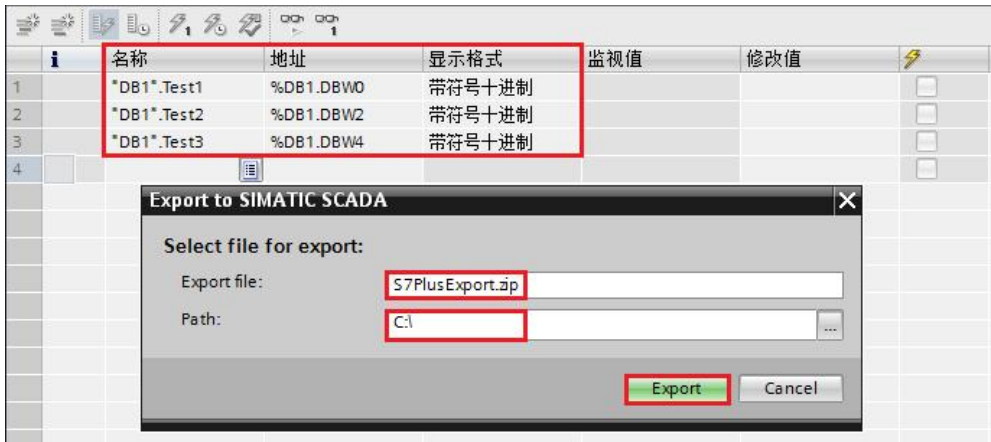 i 名称 地址 显示格式 监视值 修改值
1 "DB1".Test1 %DB1.DBW0 带符号十进制
2 "DB1".Test2 %DB1.DBW2 带符号十进制
3 "DB1".Test3 %DB1.DBW4 带符号十进制
4
Export to SIMATIC SCADA
Select file for export:
Export file: S7PlusExport.zip
Path: C:\
...
Export Cancel